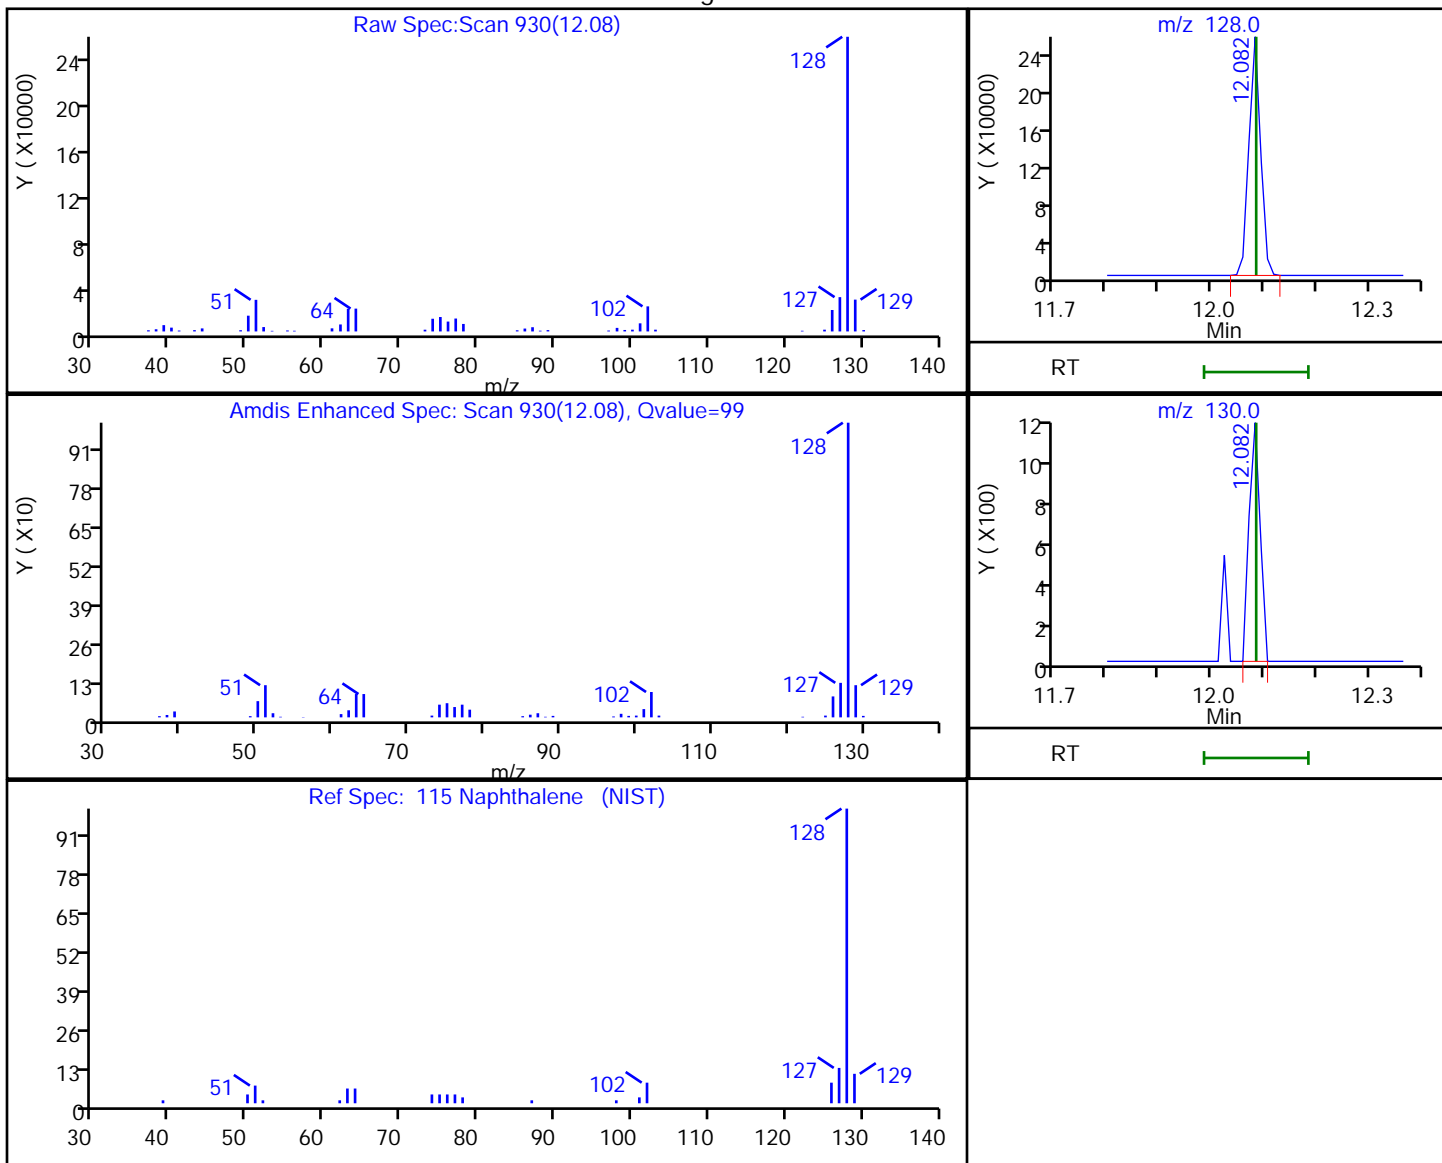 Raw Spec:Scan 930(12.08)
Y ( X10000)
24
20
16
12
8
4
0
128
51
64
102
127
129
30 40 50 60 70 80 90 100 110 120 130 140
m/z
m/z 128.0
Y ( X10000)
24
20
16
12
8
4
0
12.082
11.7 12.0 12.3
Min
RT
Amdis Enhanced Spec: Scan 930(12.08), Qvalue=99
Y ( X10)
91
78
65
52
39
26
13
0
128
51
64
102
127
129
30 50 70 90 110 130
m/z
m/z 130.0
Y ( X100)
12
10
8
6
4
2
0
12.082
11.7 12.0 12.3
Min
RT
Ref Spec: 115 Naphthalene (NIST)
91
78
65
52
39
26
13
0
128
51
102
127
129
30 40 50 60 70 80 90 100 110 120 130 140